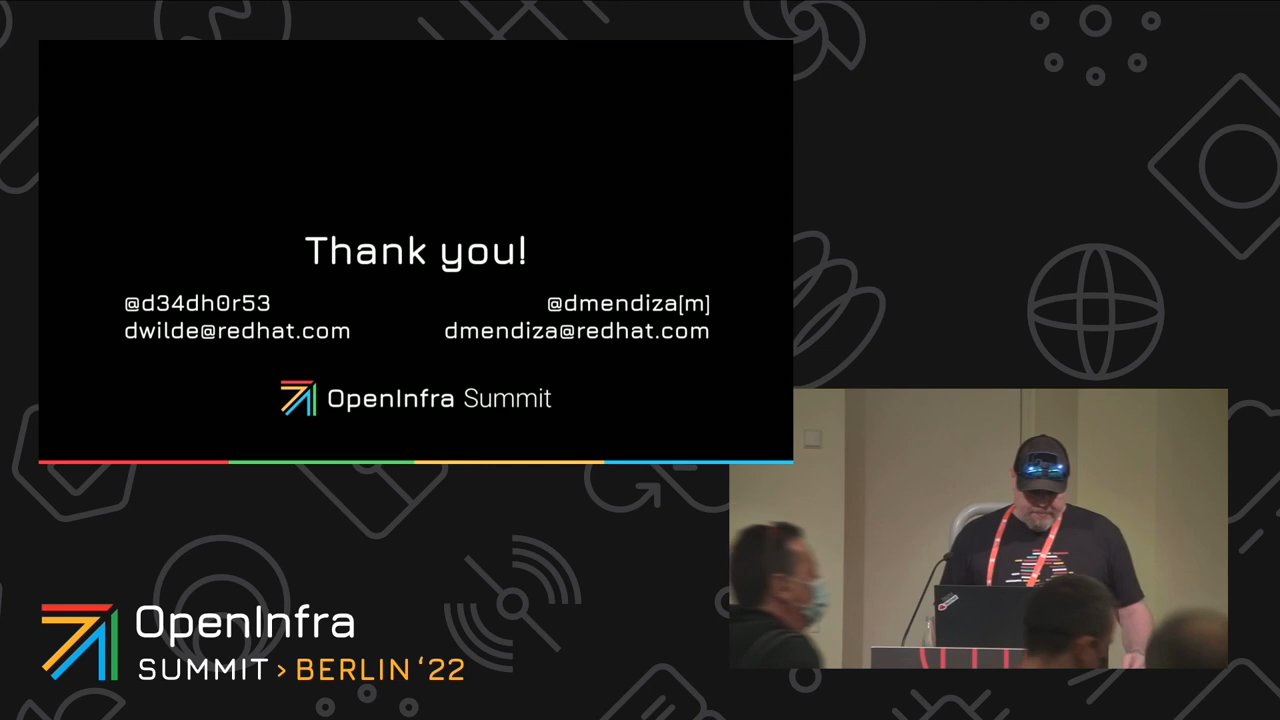 Thank you!
@d34dh0r53
dwilde@redhat.com
@dmendiza[m]
dmendiza@redhat.com
OpenInfra Summit
OpenInfra
SUMMIT > BERLIN ‘22